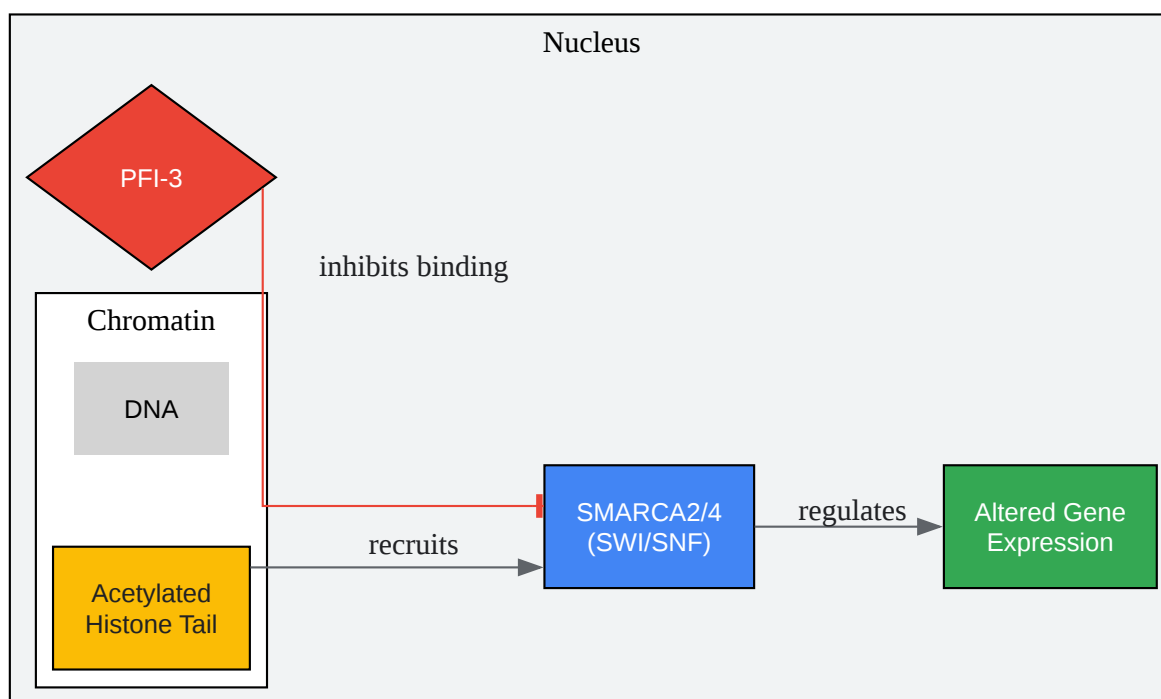 Nucleus
PFI-3
inhibits binding
Chromatin
DNA
SMARCA2/4
(SWI/SNF)
regulates
Altered Gene
Expression
recruits
Acetylated
Histone Tail